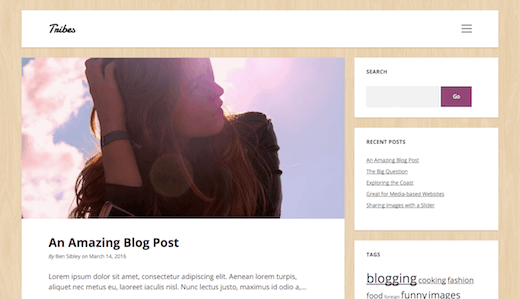 Tribes
An Amazing Blog Post
By Ben Sibley on March 14, 2016
Lorem ipsum dolor sit amet, consectetur adipiscing elit. Aenean lorem turpis,
aliquet nec metus eu, laoreet iaculis nisl. Nunc lectus justo, maximus id odio a,...
SEARCH
Go
RECENT POSTS
An Amazing Blog Post
The Big Question
Exploring the Coast
Great for Media-based Websites
Sharing Images with a Slider
TAGS
blogging cooking fashion
food foreign funny images